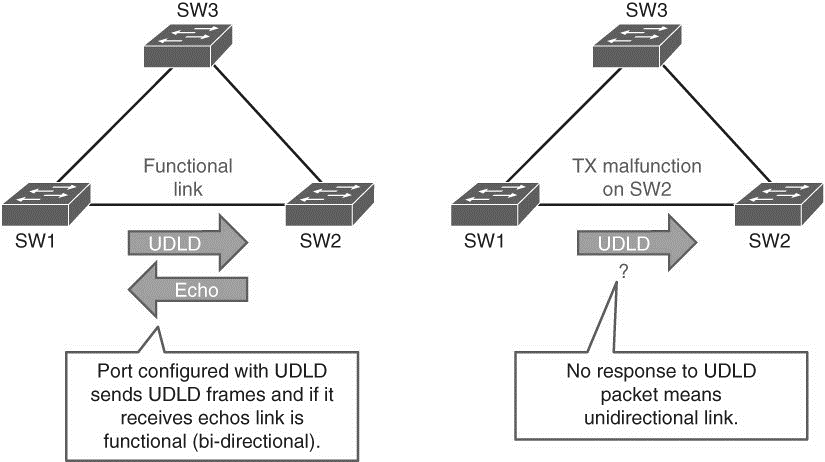 SW3
Functional
link
SW1
SW2
UDLD
Echo
Port configured with UDLD
sends UDLD frames and if it
receives echos link is
functional (bi-directional).
SW3
TX malfunction
on SW2
SW1
SW2
UDLD
?
No response to UDLD
packet means
unidirectional link.